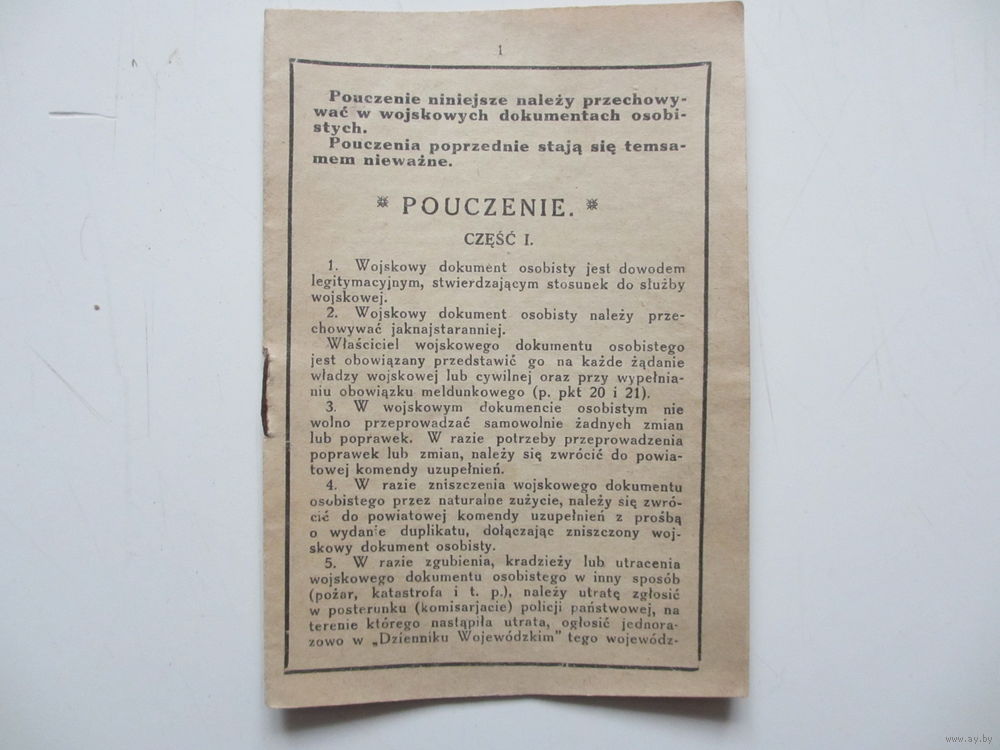 1
Pouczenie niniejsze należy przechowy-
wać w wojskowych dokumentach osobi-
stych.
Pouczenia poprzednie stają się temsa-
mem nieważne.
POUCZENIE.
CZĘŚĆ I.
1. Wojskowy dokument osobisty jest dowodem
legitymacyjnym, stwierdzającym stosunek do służby
wojskowej.
2. Wojskowy dokument osobisty należy prze-
chowywać jaknajstaranniej.
Właściciel wojskowego dokumentu osobistego
jest obowiązany przedstawić go na każde żądanie
władzy wojskowej lub cywilnej oraz przy wypełnia-
niu obowiązku meldunkowego (p. pkt 20 i 21).
3. W wojskowym dokumencie osobistym nie
wolno przeprowadzać samowolnie żadnych zmian
lub poprawek. W razie potrzeby przeprowadzenia
poprawek lub zmian, należy się zwrócić do powia-
towej komendy uzupełnień.
4. W razie zniszczenia wojskowego dokumentu
osobistego przez naturalne zużycie, należy się zwró-
cić do powiatowej komendy uzupełnień z prośbą
o wydanie duplikatu, dołączając zniszczony woj-
skowy dokument osobisty.
5. W razie zgubienia, kradzieży lub utracenia
wojskowego dokumentu osobistego w inny sposób
(pożar, katastrofa i t. p.), należy utratę zgłosić
w posterunku (komisarjacie) policji państwowej, na
terenie którego nastąpiła utrata, ogłosić jednora-
zowo w „Dzienniku Wojewódzkim" tego wojewódz-
www.ay.by